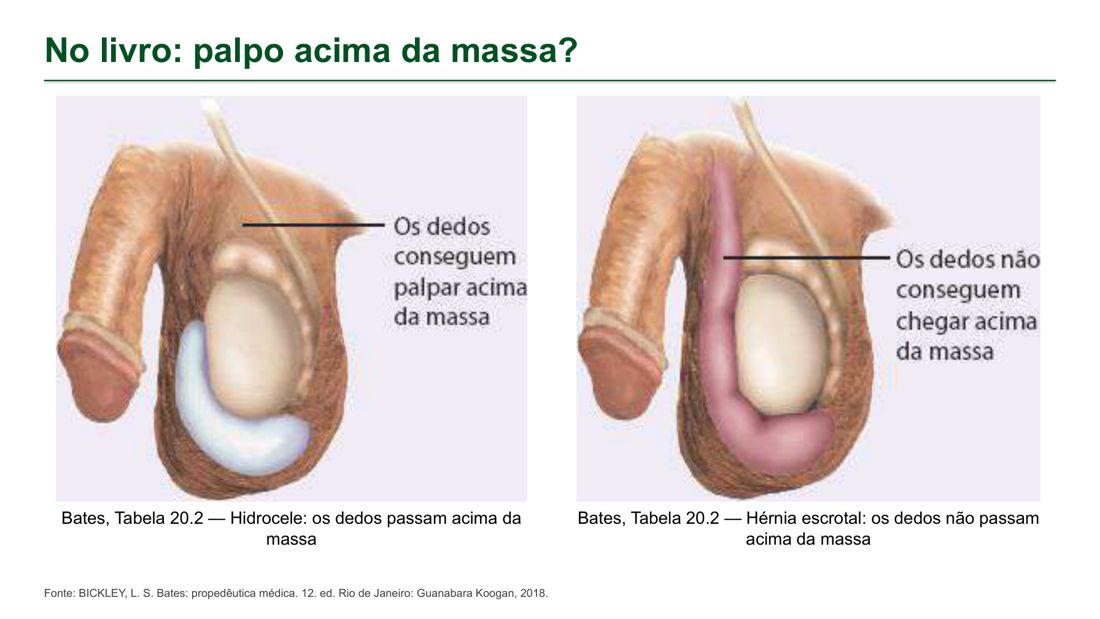 No livro: palpo acima da massa?
Os dedos
conseguem
palpar acima
da massa
Os dedos não
conseguem
chegar acima
da massa
Bates, Tabela 20.2 — Hidrocele: os dedos passam acima da
massa
Bates, Tabela 20.2 — Hérnia escrotal: os dedos não passam
acima da massa
Fonte: BICKLEY, L. S. Bates: propedêutica médica. 12. ed. Rio de Janeiro: Guanabara Koogan, 2018.